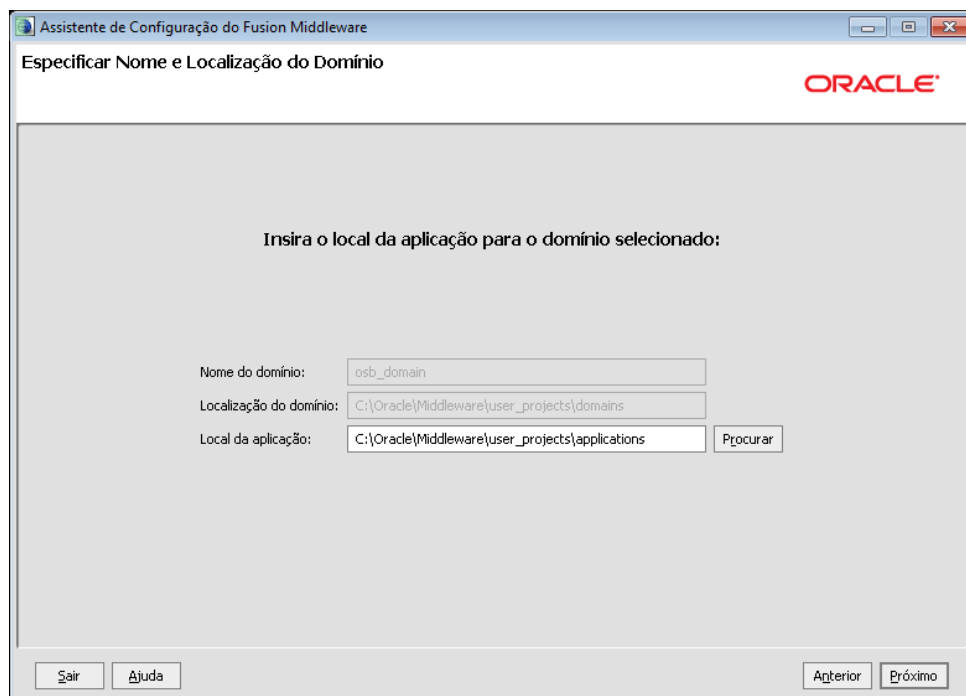 Assistente de Configuração do Fusion Middleware
Especificar Nome e Localização do Domínio
ORACLE
Insira o local da aplicação para o domínio selecionado:
Nome do domínio: osb_domain
Localização do domínio: C:\Oracle\Middleware\user_projects\domains
Local da aplicação: C:\Oracle\Middleware\user_projects\applications Procurar
Sair Ajuda Anterior Próximo